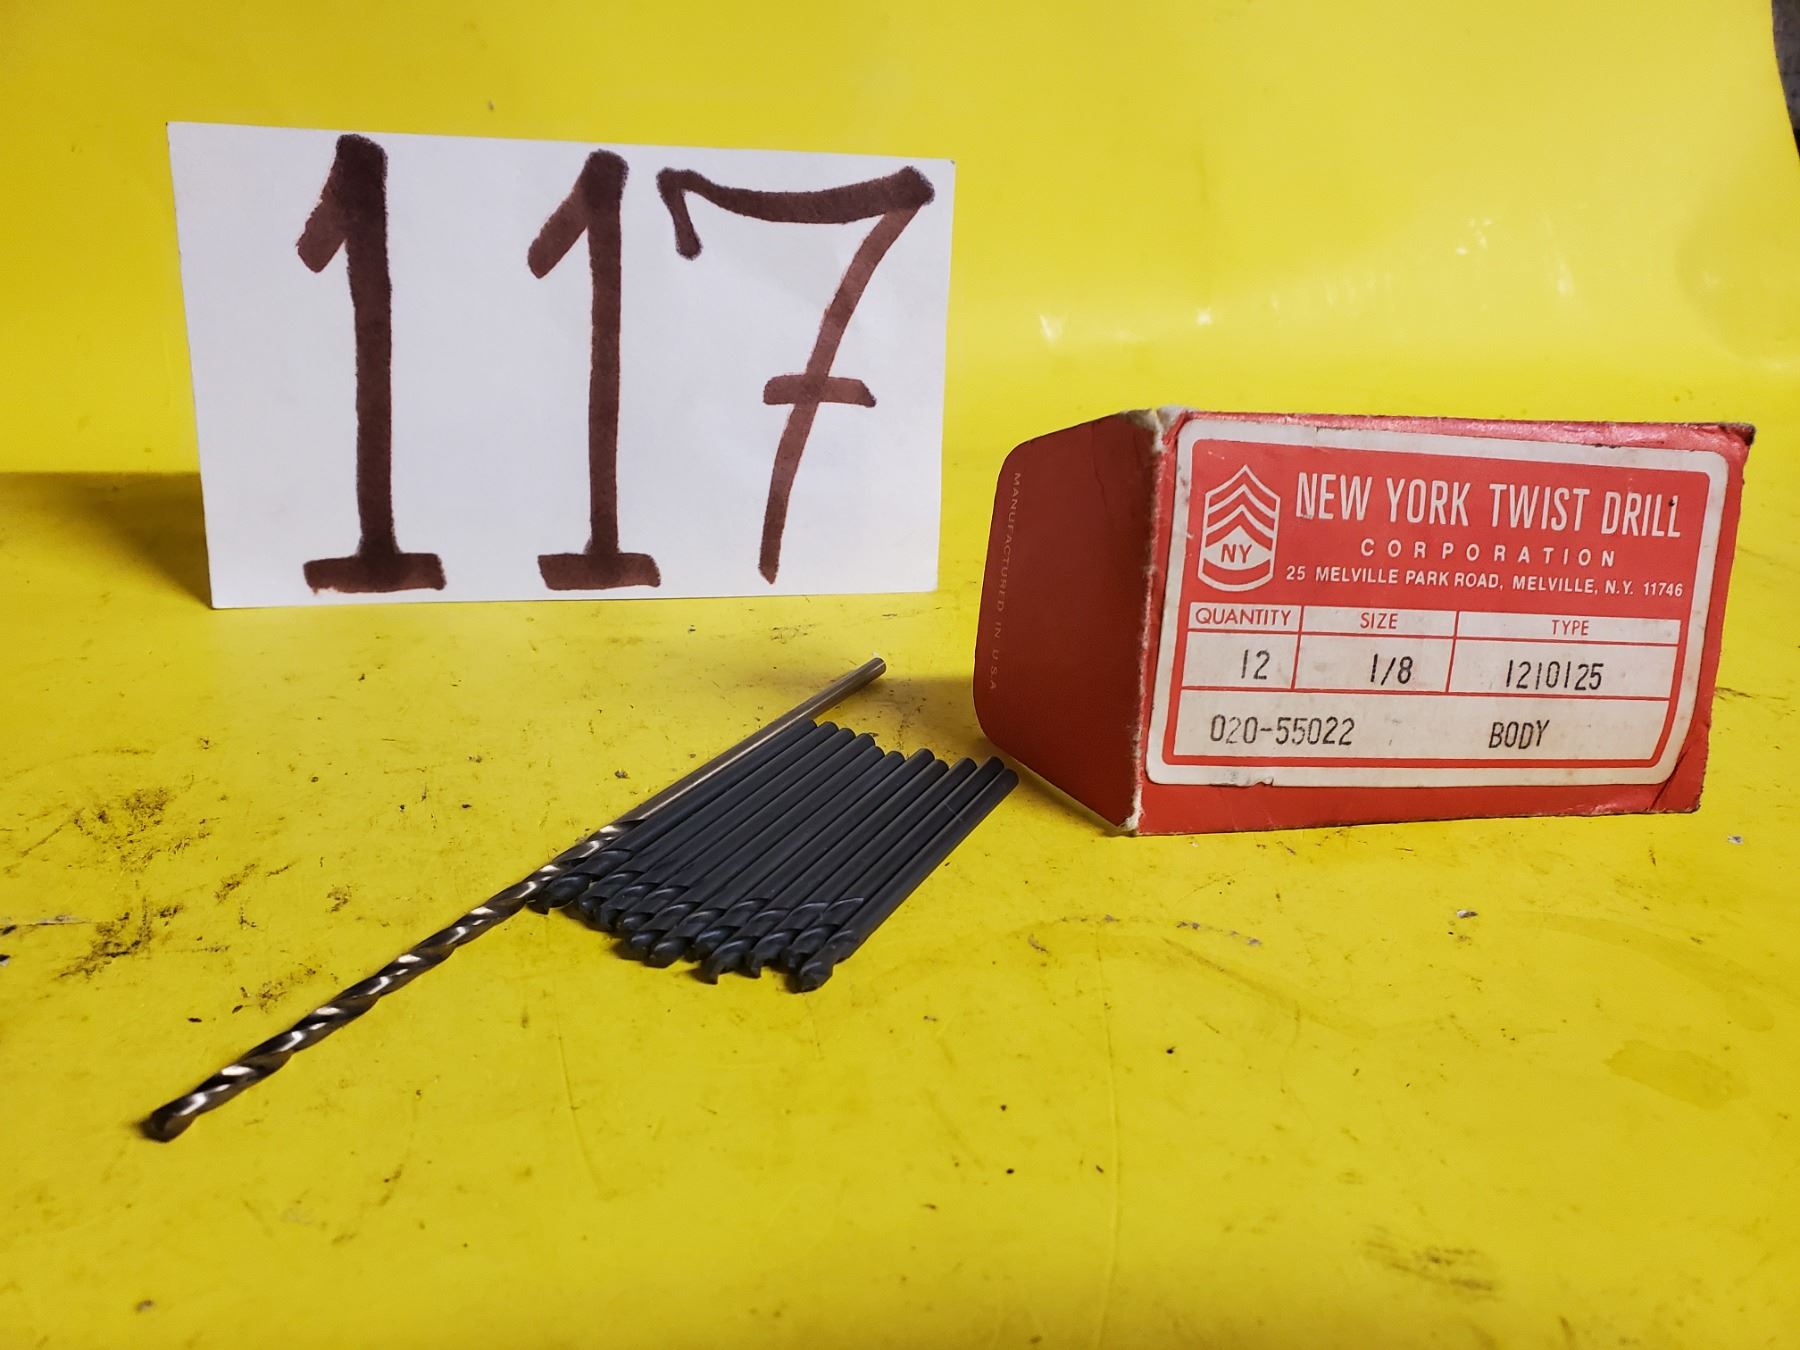 117
MANUFACTURED IN U.S.A
NY
NEW YORK TWIST DRILL
CORPORATION
25 MELVILLE PARK ROAD, MELVILLE, N.Y. 11746
QUANTITY SIZE TYPE
12 1/8 1210125
020-55022 BODY